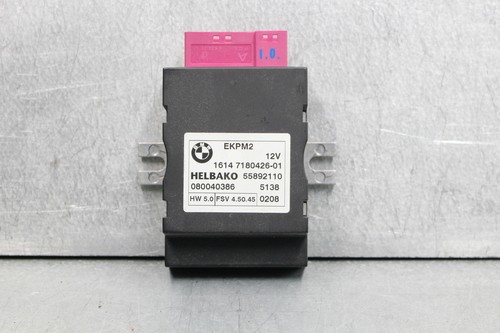 1.0.
BMW
EKPM2
12V
1614 7180426-01
HELBAKO 55892110
080040386 5138
HW 5.0 FSV 4.50.45 0208